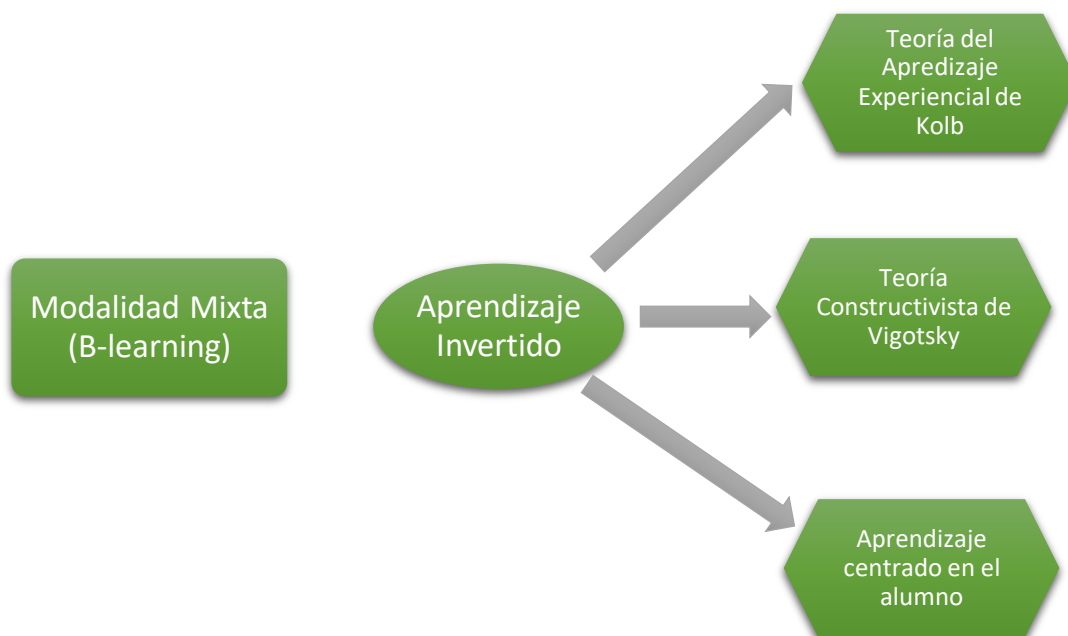 Modalidad Mixta
(B-learning)
Aprendizaje
Invertido
Teoría del
Apredizaje
Experiencial de
Kolb
Teoría
Constructivista de
Vigotsky
Aprendizaje
centrado en el
alumno